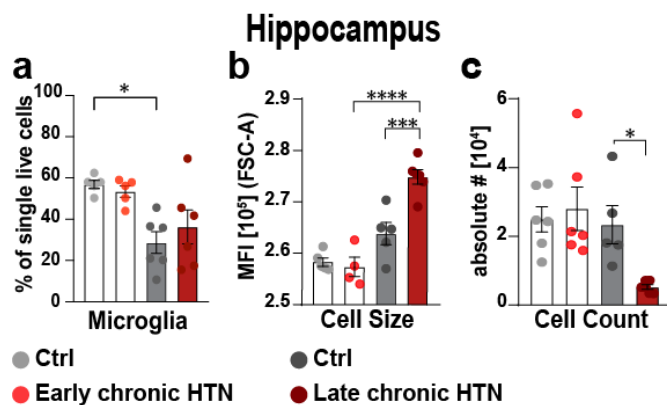 Hippocampus
a
*
% of single live cells
100
80
60
40
20
0
Microglia
b
****
***
MFI [10⁵] (FSC-A)
2.9
2.8
2.7
2.6
2.5
Cell Size
c
*
absolute # [10⁴]
6
4
2
0
Cell Count
Ctrl
Early chronic HTN
Ctrl
Late chronic HTN